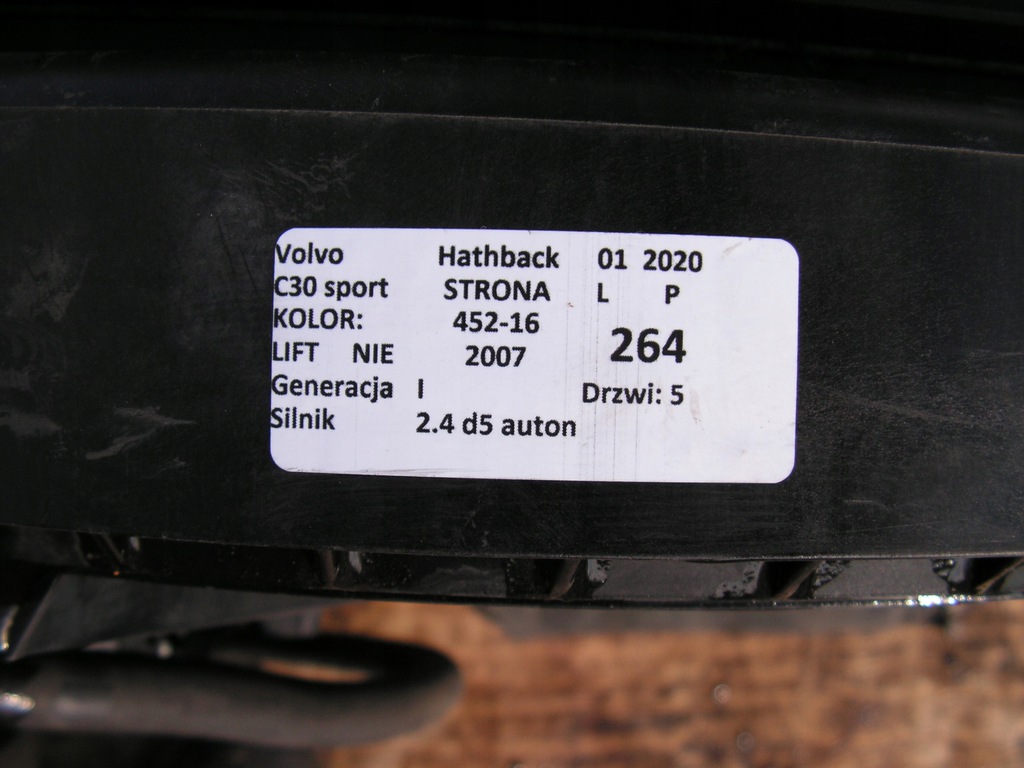 Volvo Hathback 01 2020
C30 sport STRONA L P
KOLOR: 452-16 264
LIFT NIE 2007
Generacja I Drzwi: 5
Silnik 2.4 d5 auton